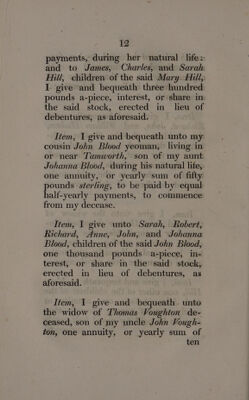 12
payments, during her natural life:
and to James, Charles, and Sarah
Hill, children of the said Mary Hill,
I give and bequeath three hundred
pounds a-piece, interest, or share in
the said stock, erected in lieu of
debentures, as aforesaid.
Item, I give and bequeath unto my
cousin John Blood yeoman, living in
or near Tamworth, son of my aunt
Johanna Blood, during his natural life,
one annuity, or yearly sum of fifty
pounds sterling, to be paid by equal
half-yearly payments, to commence
from my decease.
Item, I give unto Sarah, Robert,
Richard, Anne, John, and Johanna
Blood, children of the said John Blood,
one thousand pounds a-piece, in-
terest, or share in the said stock,
erected in lieu of debentures, as
aforesaid.
Item, I give and bequeath unto
the widow of Thomas Voughton de-
ceased, son of my uncle John Vough-
ton, one annuity, or yearly sum of
ten